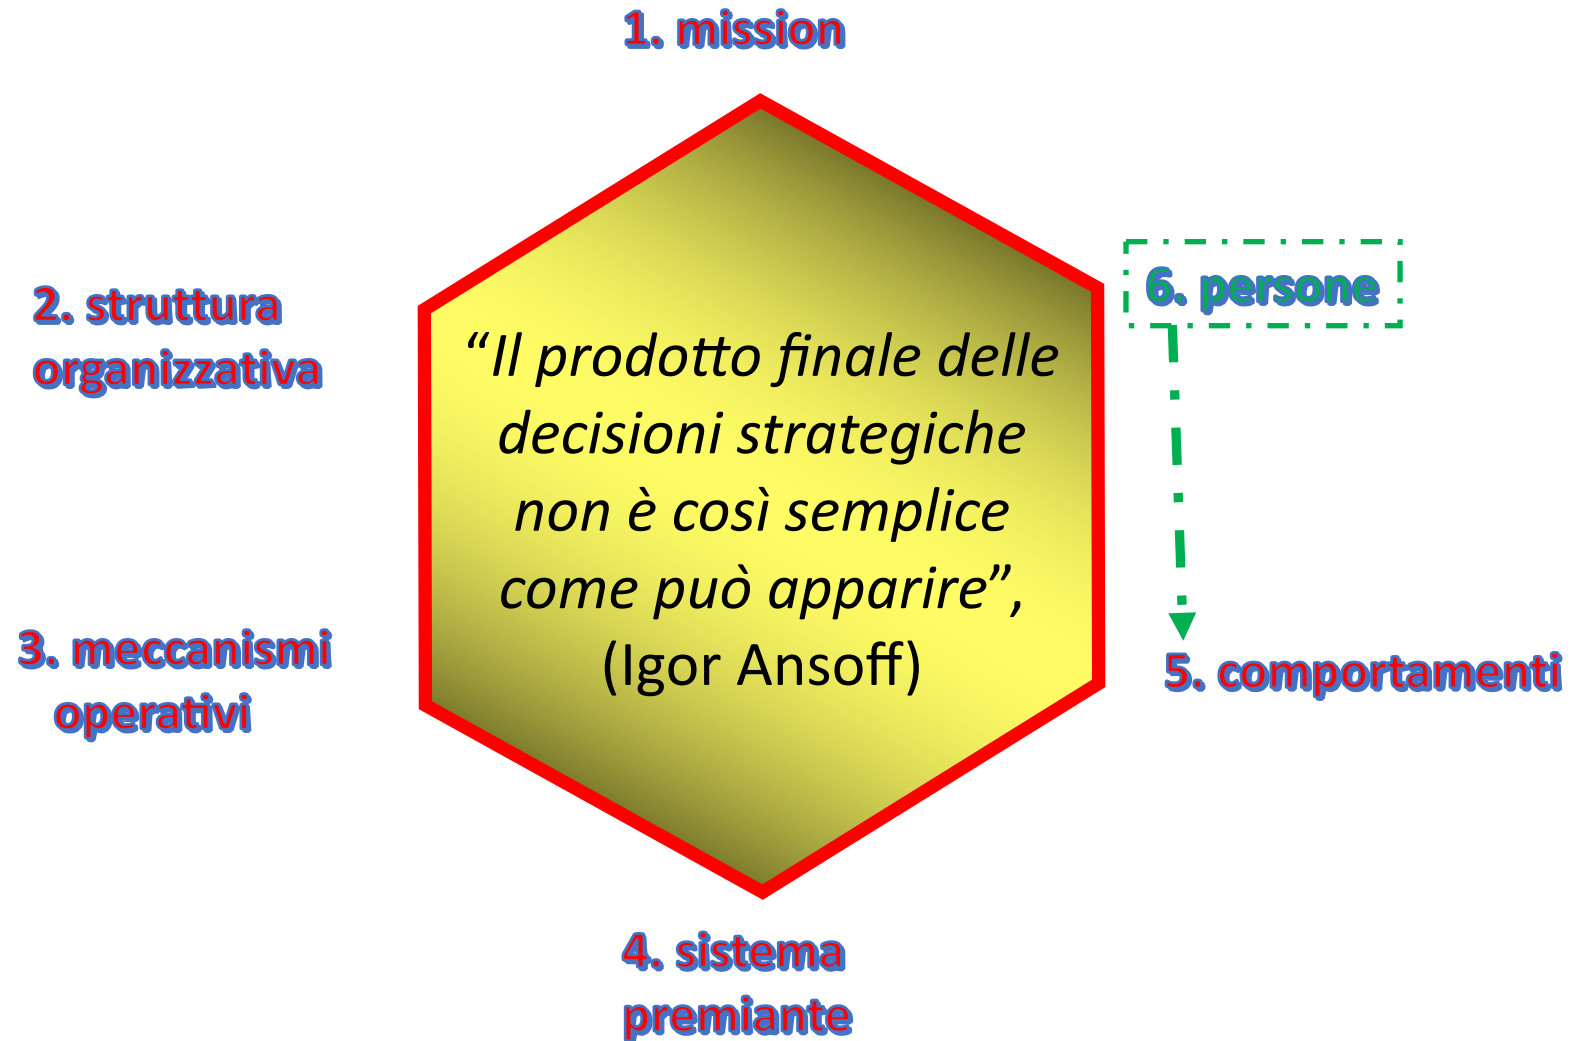 1. mission
2. struttura
organizzativa
3. meccanismi
operativi
“Il prodotto finale delle
decisioni strategiche
non è così semplice
come può apparire”,
(Igor Ansoff)
6. persone
5. comportamenti
4. sistema
premiante